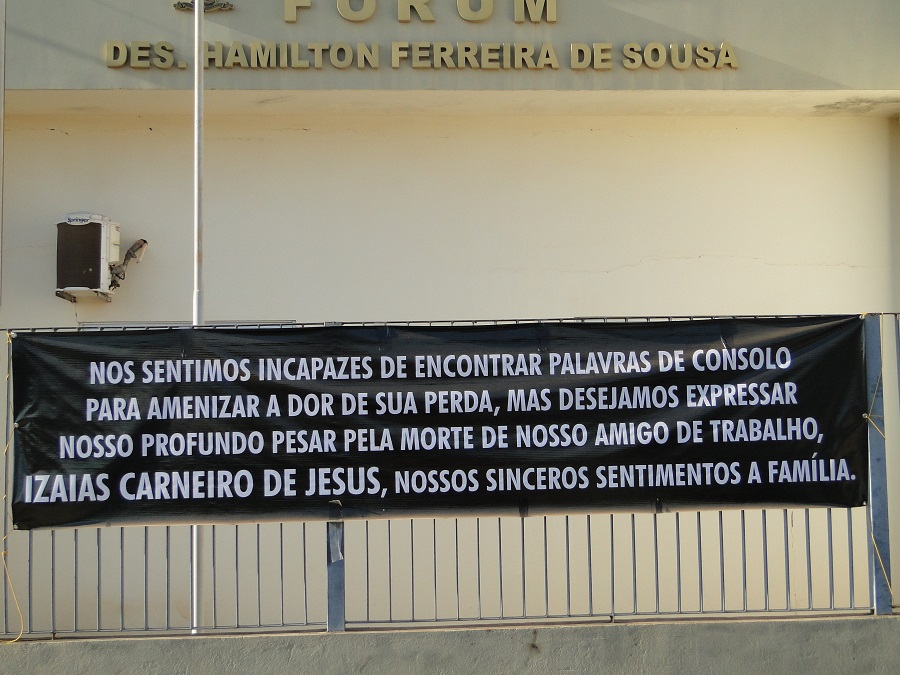 FÓRUM
DES. HAMILTON FERREIRA DE SOUSA
Springer
NOS SENTIMOS INCAPAZES DE ENCONTRAR PALAVRAS DE CONSOLO
PARA AMENIZAR A DOR DE SUA PERDA, MAS DESEJAMOS EXPRESSAR
NOSSO PROFUNDO PESAR PELA MORTE DE NOSSO AMIGO DE TRABALHO,
IZAIAS CARNEIRO DE JESUS, NOSSOS SINCEROS SENTIMENTOS A FAMÍLIA.